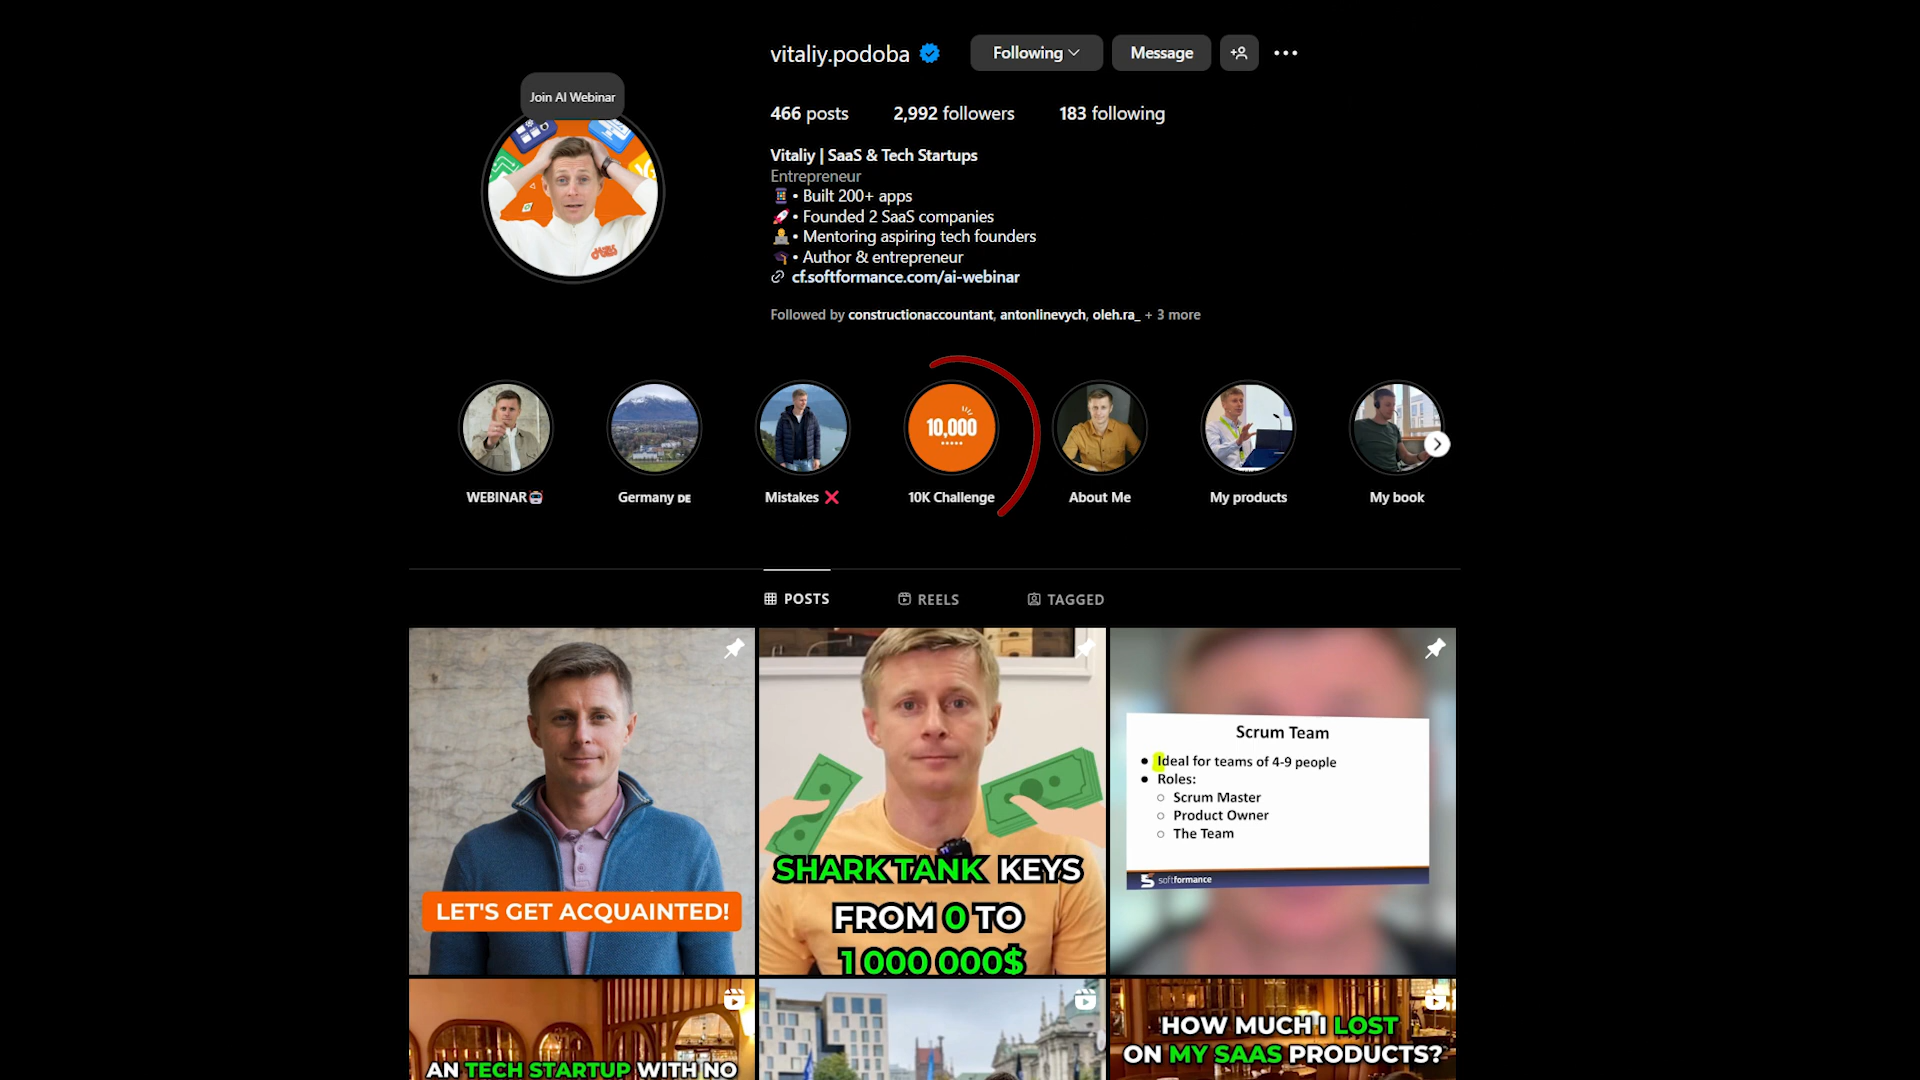 vitaliy.podoba
Following
Message
Join AI Webinar
466 posts
2,992 followers
183 following
Vitaliy | SaaS & Tech Startups
Entrepreneur
• Built 200+ apps
• Founded 2 SaaS companies
• Mentoring aspiring tech founders
• Author & entrepreneur
cf.softformance.com/ai-webinar
Followed by constructionaccountant, antonlinevych, oleh.ra_ + 3 more
10,000
WEBINAR
Germany DE
Mistakes ❌
10K Challenge
About Me
My products
My book
POSTS
REELS
TAGGED
LET'S GET ACQUAINTED!
SHARK TANK KEYS
FROM 0 TO
1 000 000$
Scrum Team
• Ideal for teams of 4-9 people
• Roles:
○ Scrum Master
○ Product Owner
○ The Team
softformance
AN TECH STARTUP WITH NO
HOW MUCH I LOST
ON MY SAAS PRODUCTS?